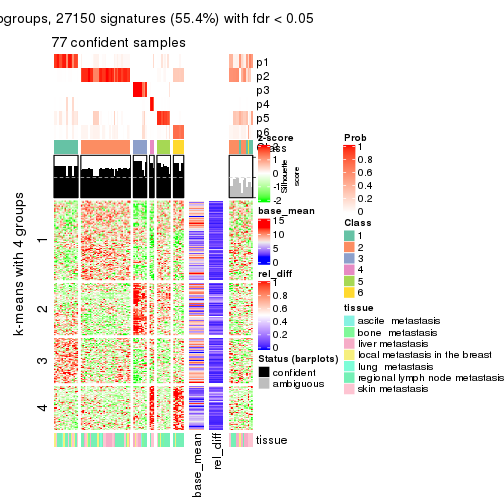 ogroups, 27150 signatures (55.4%) with fdr < 0.05
77 confident samples
p1
p2
p3
p4
p5
p6
Class
Silhouette
score
k-means with 4 groups
1
2
3
4
tissue
base_mean
rel_diff
z-score
2
-2
base_mean
15
10
5
0
rel_diff
1
0.8
0.6
0.4
0.2
0
Status (barplots)
confident
ambiguous
Prob
1
0.8
0.6
0.4
0.2
0
Class
1
2
3
4
5
6
tissue
ascite metastasis
bone metastasis
liver metastasis
local metastasis in the breast
lung metastasis
regional lymph node metastasis
skin metastasis